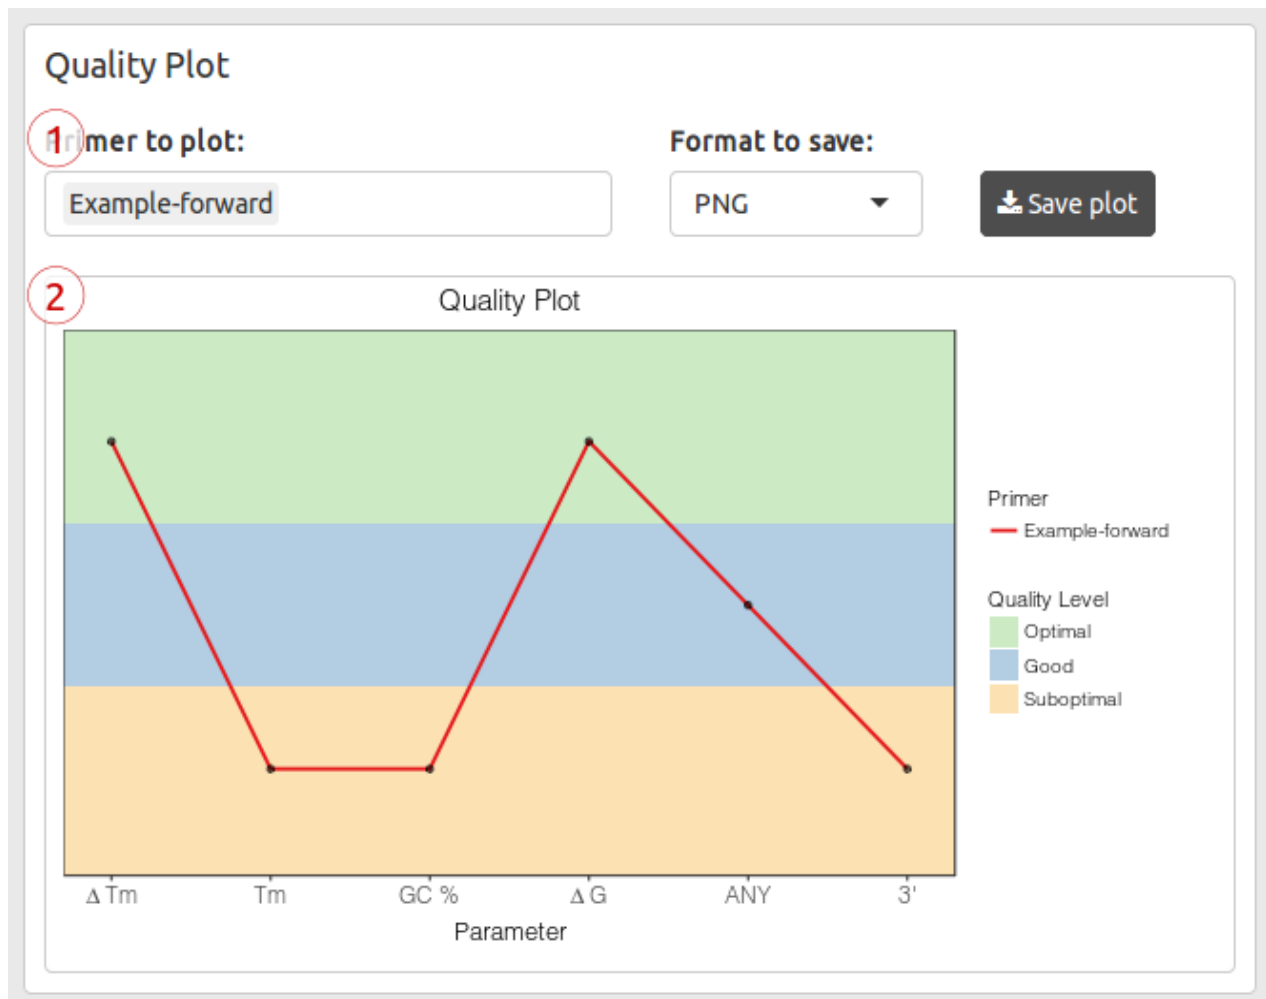 Quality Plot
1
Primer to plot:
Format to save:
Example-forward
PNG
Save plot
2
Quality Plot
Primer
Example-forward
Quality Level
Optimal
Good
Suboptimal
Δ Tm
Tm
GC %
Δ G
ANY
3'
Parameter